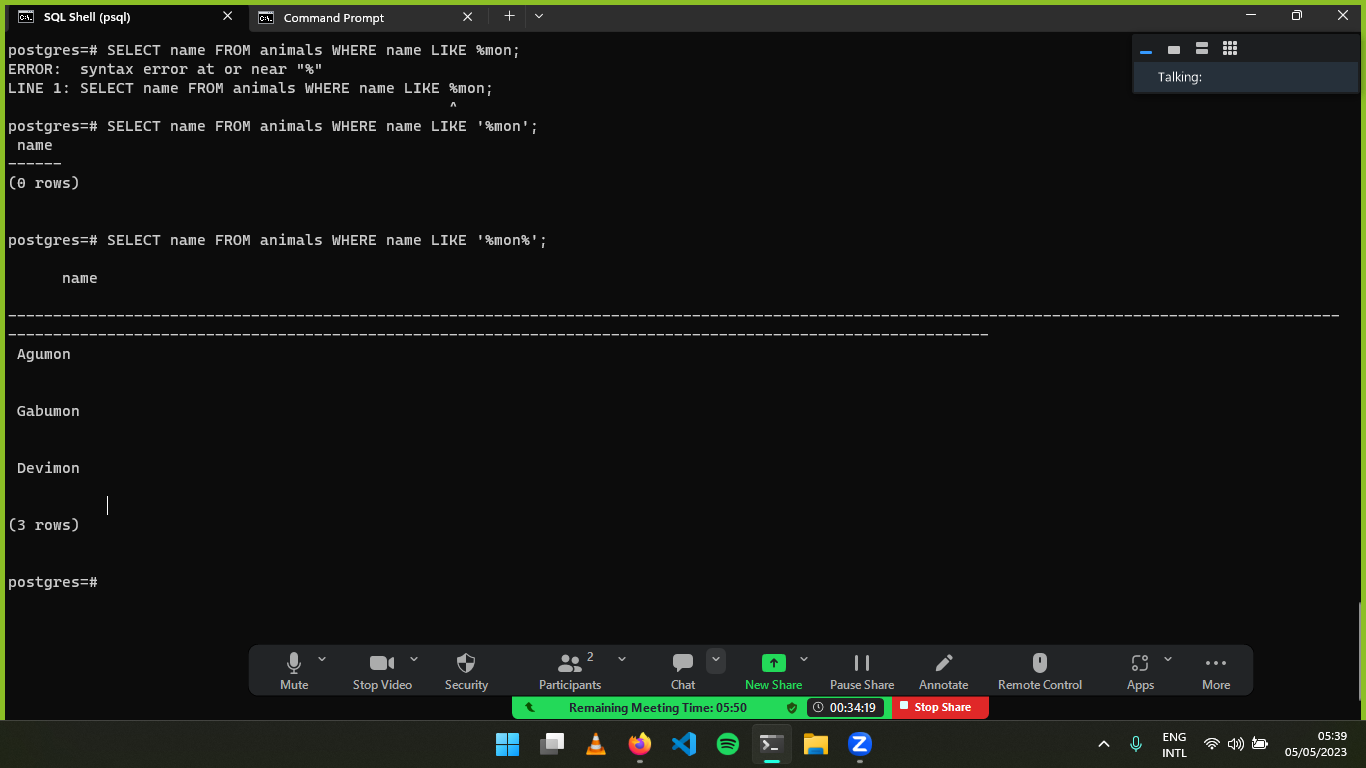 SQL Shell (psql)
Command Prompt
postgres=# SELECT name FROM animals WHERE name LIKE %mon;
ERROR:  syntax error at or near "%"
LINE 1: SELECT name FROM animals WHERE name LIKE %mon;
^
postgres=# SELECT name FROM animals WHERE name LIKE '%mon';
name
------
(0 rows)
postgres=# SELECT name FROM animals WHERE name LIKE '%mon%';
name
Agumon
Gabumon
Devimon
(3 rows)
postgres=#
Talking:
2
Mute
Stop Video
Security
Participants
Chat
New Share
Pause Share
Annotate
Remote Control
Apps
More
Remaining Meeting Time: 05:50
00:34:19
Stop Share
ENG
INTL
05:39
05/05/2023